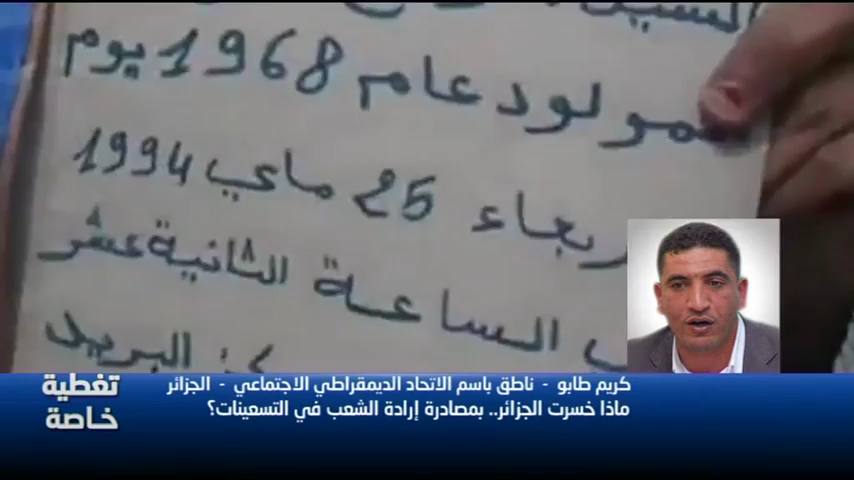 مولود عام 1968 يوم
25 ماي 1994
الساعة الثانية عشر
البريد
تغطية
خاصة
كريم طابو - ناطق باسم الاتحاد الديمقراطي الاجتماعي - الجزائر
ماذا خسرت الجزائر.. بمصادرة إرادة الشعب في التسعينات؟